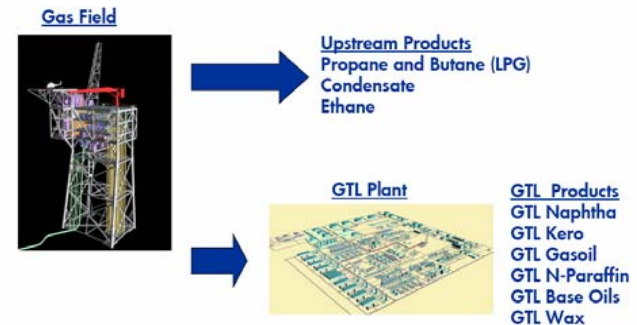 Gas Field
Upstream Products
Propane and Butane (LPG)
Condensate
Ethane
GTL Plant
GTL Products
GTL Naphtha
GTL Kero
GTL Gasoil
GTL N-Paraffin
GTL Base Oils
GTL Wax